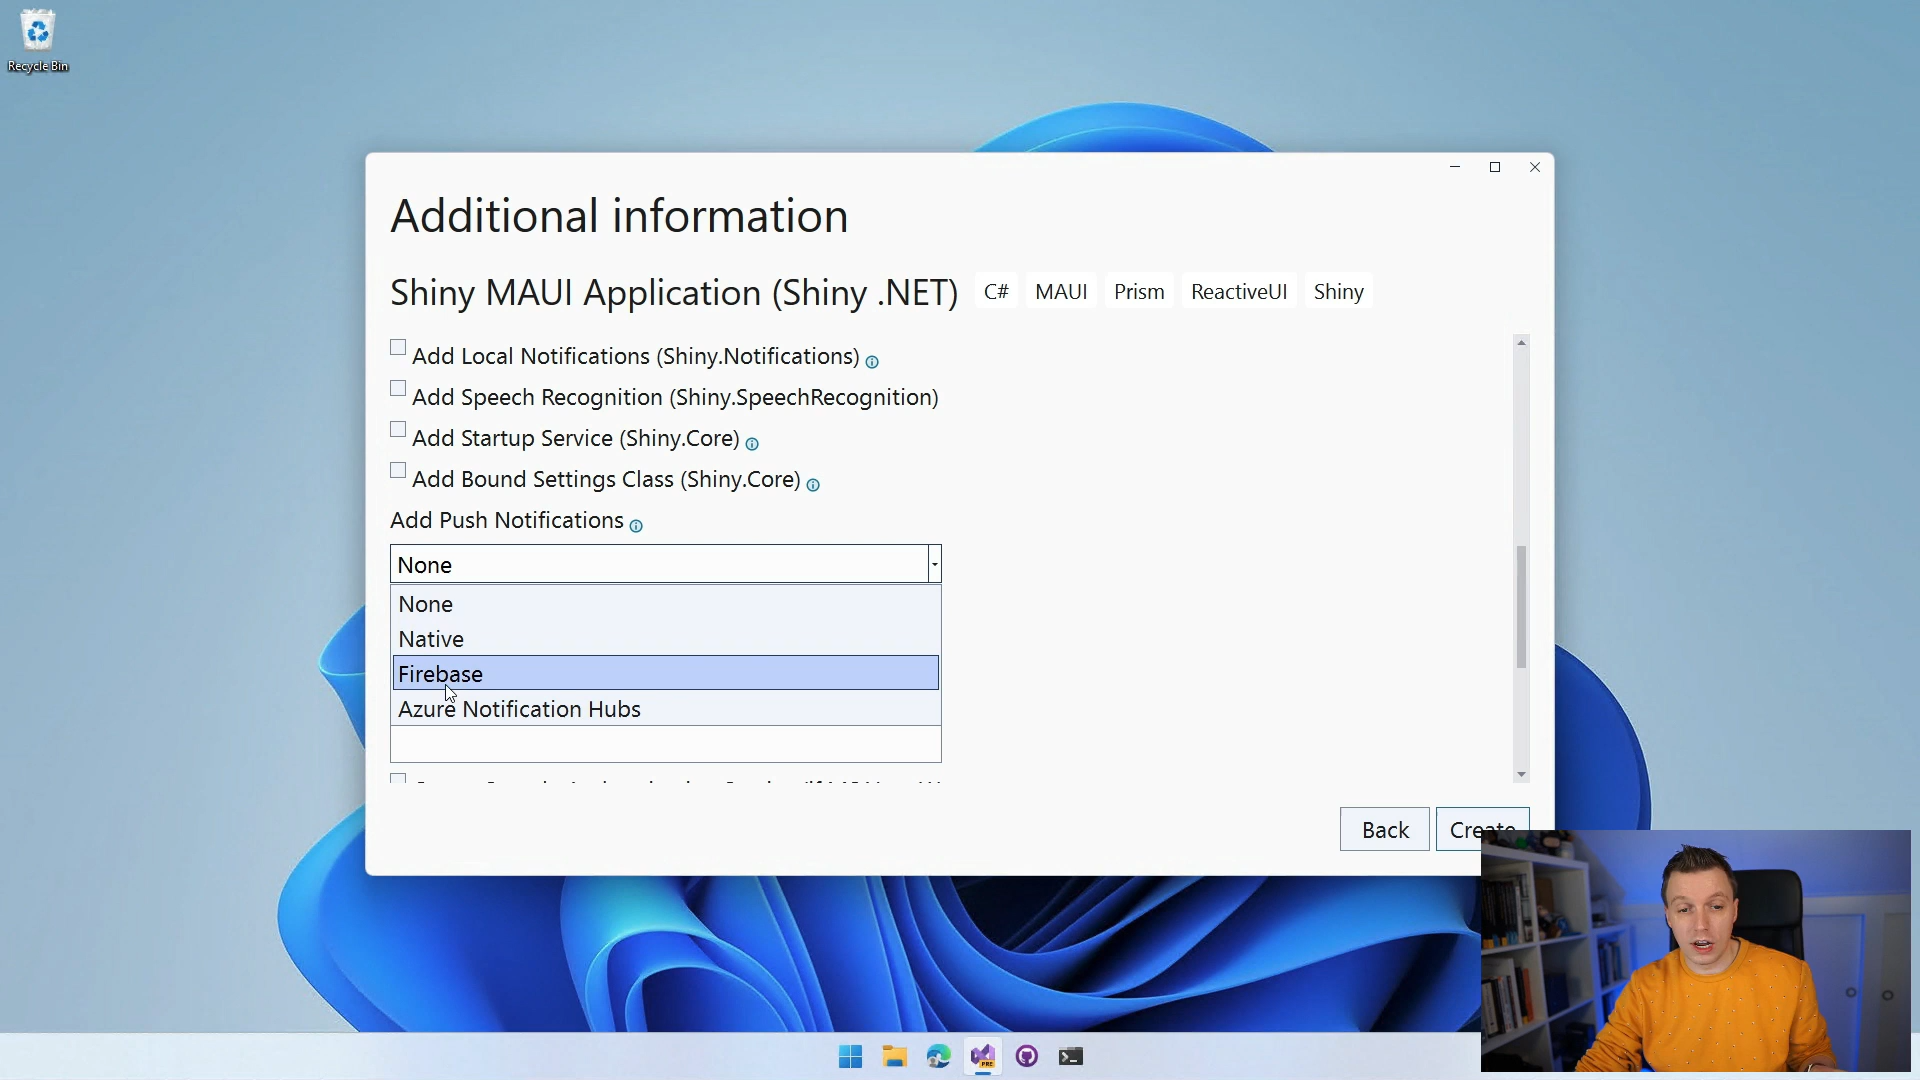 Recycle Bin
Additional information
Shiny MAUI Application (Shiny .NET) C# MAUI Prism ReactiveUI Shiny
Add Local Notifications (Shiny.Notifications)
Add Speech Recognition (Shiny.SpeechRecognition)
Add Startup Service (Shiny.Core)
Add Bound Settings Class (Shiny.Core)
Add Push Notifications
None
None
Native
Firebase
Azure Notification Hubs
Back Create
PRE